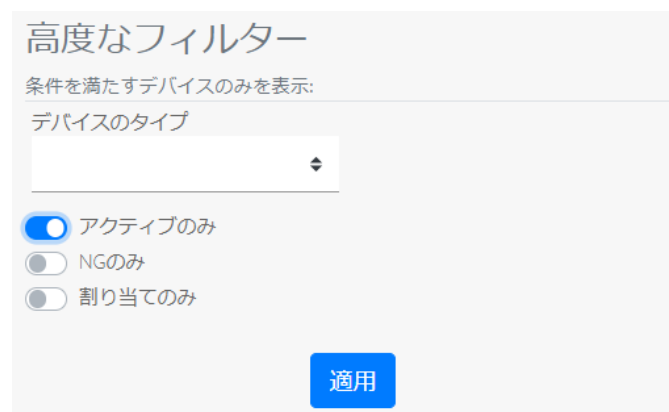 高度なフィルター
条件を満たすデバイスのみを表示:
デバイスのタイプ
アクティブのみ
NGのみ
割り当てのみ
適用